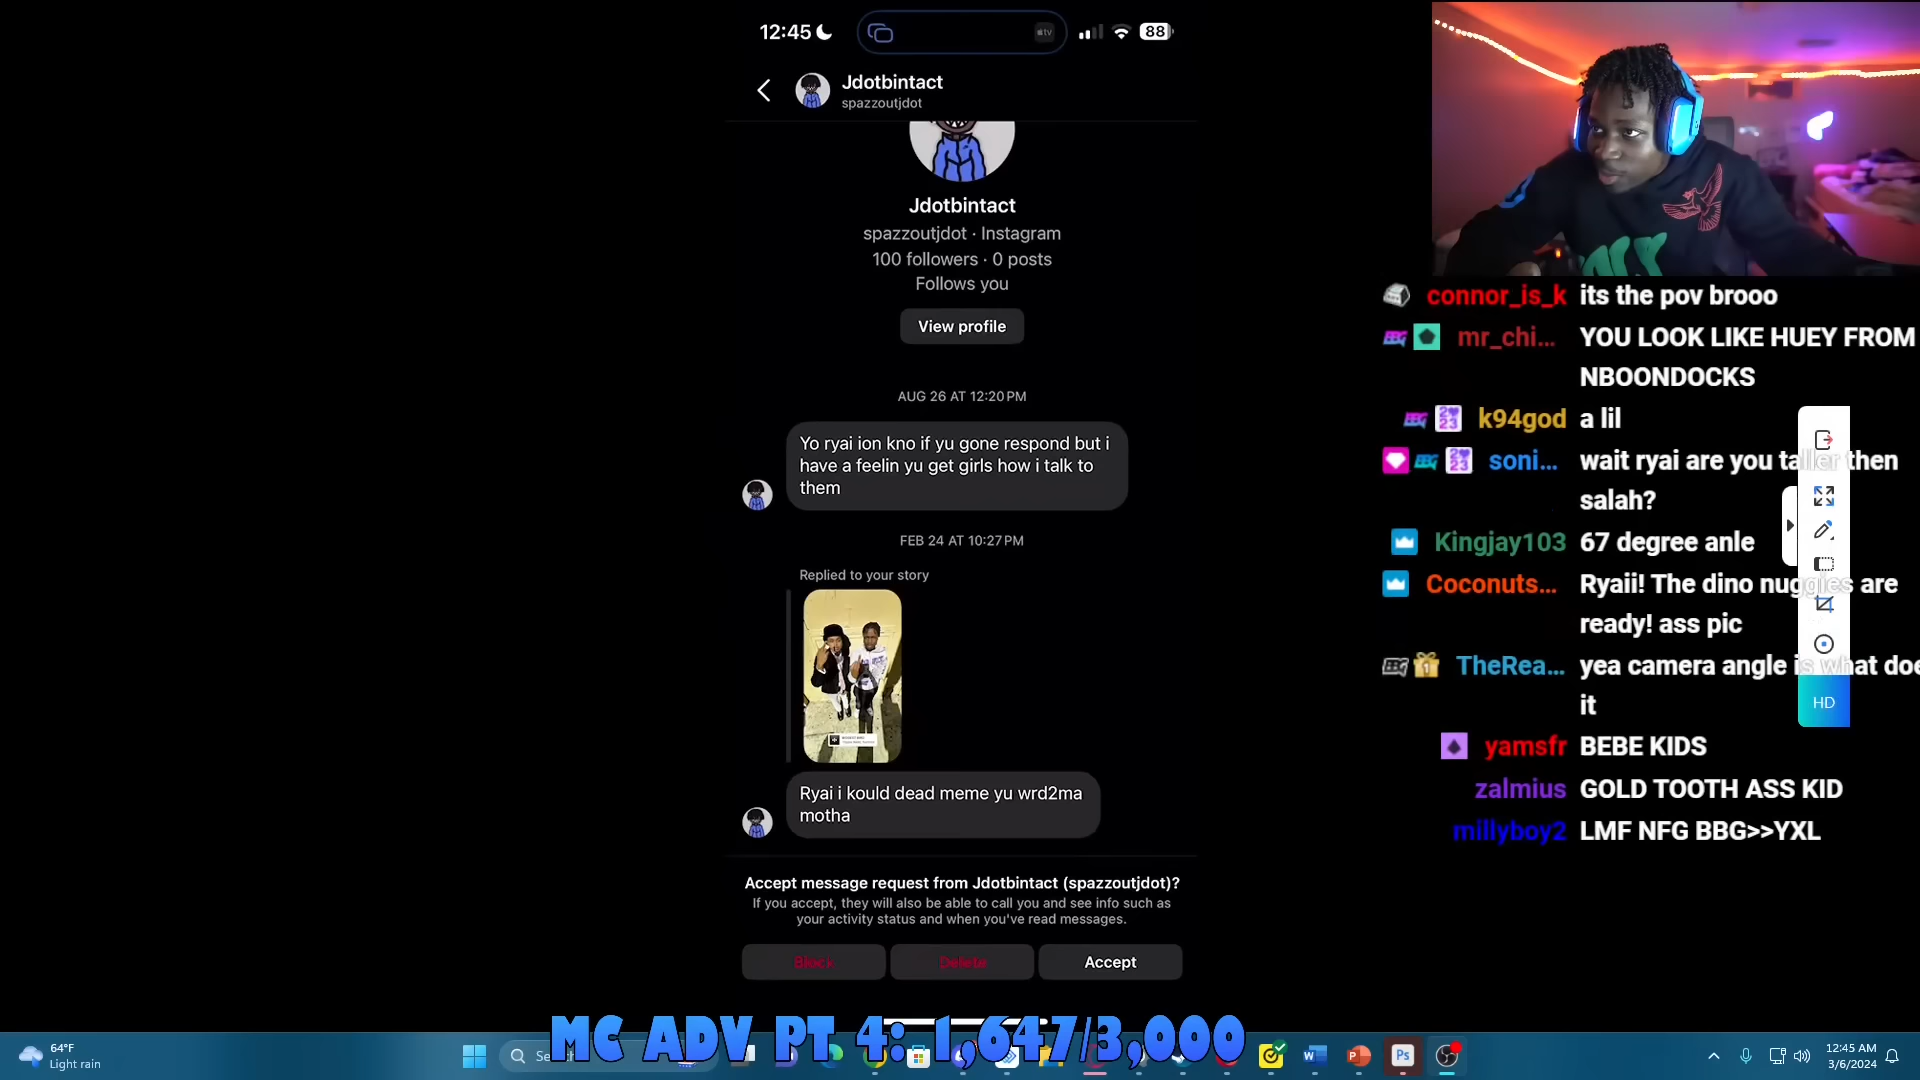 12:45
tv
88
Jdotbintact
spazzoutjdot
Jdotbintact
spazzoutjdot · Instagram
100 followers · 0 posts
Follows you
View profile
AUG 26 AT 12:20 PM
Yo ryai ion kno if yu gone respond but i
have a feelin yu get girls how i talk to
them
FEB 24 AT 10:27 PM
Replied to your story
Ryai i kould dead meme yu wrd2ma
motha
Accept message request from Jdotbintact (spazzoutjdot)?
If you accept, they will also be able to call you and see info such as
your activity status and when you've read messages.
Block
Delete
Accept
connor_is_k its the pov brooo
mr_chi... YOU LOOK LIKE HUEY FROM
NBOONDOCKS
k94god a lil
soni... wait ryai are you taller then
salah?
Kingjay103 67 degree anle
Coconuts... Ryaii! The dino nuggies are
ready! ass pic
TheRea... yea camera angle is what doe
it
HD
yamsfr BEBE KIDS
zalmius GOLD TOOTH ASS KID
millyboy2 LMF NFG BBG>>YXL
MC ADV PT 4: 1,647/3,000
64°F
Light rain
Ps
12:45 AM
3/6/2024